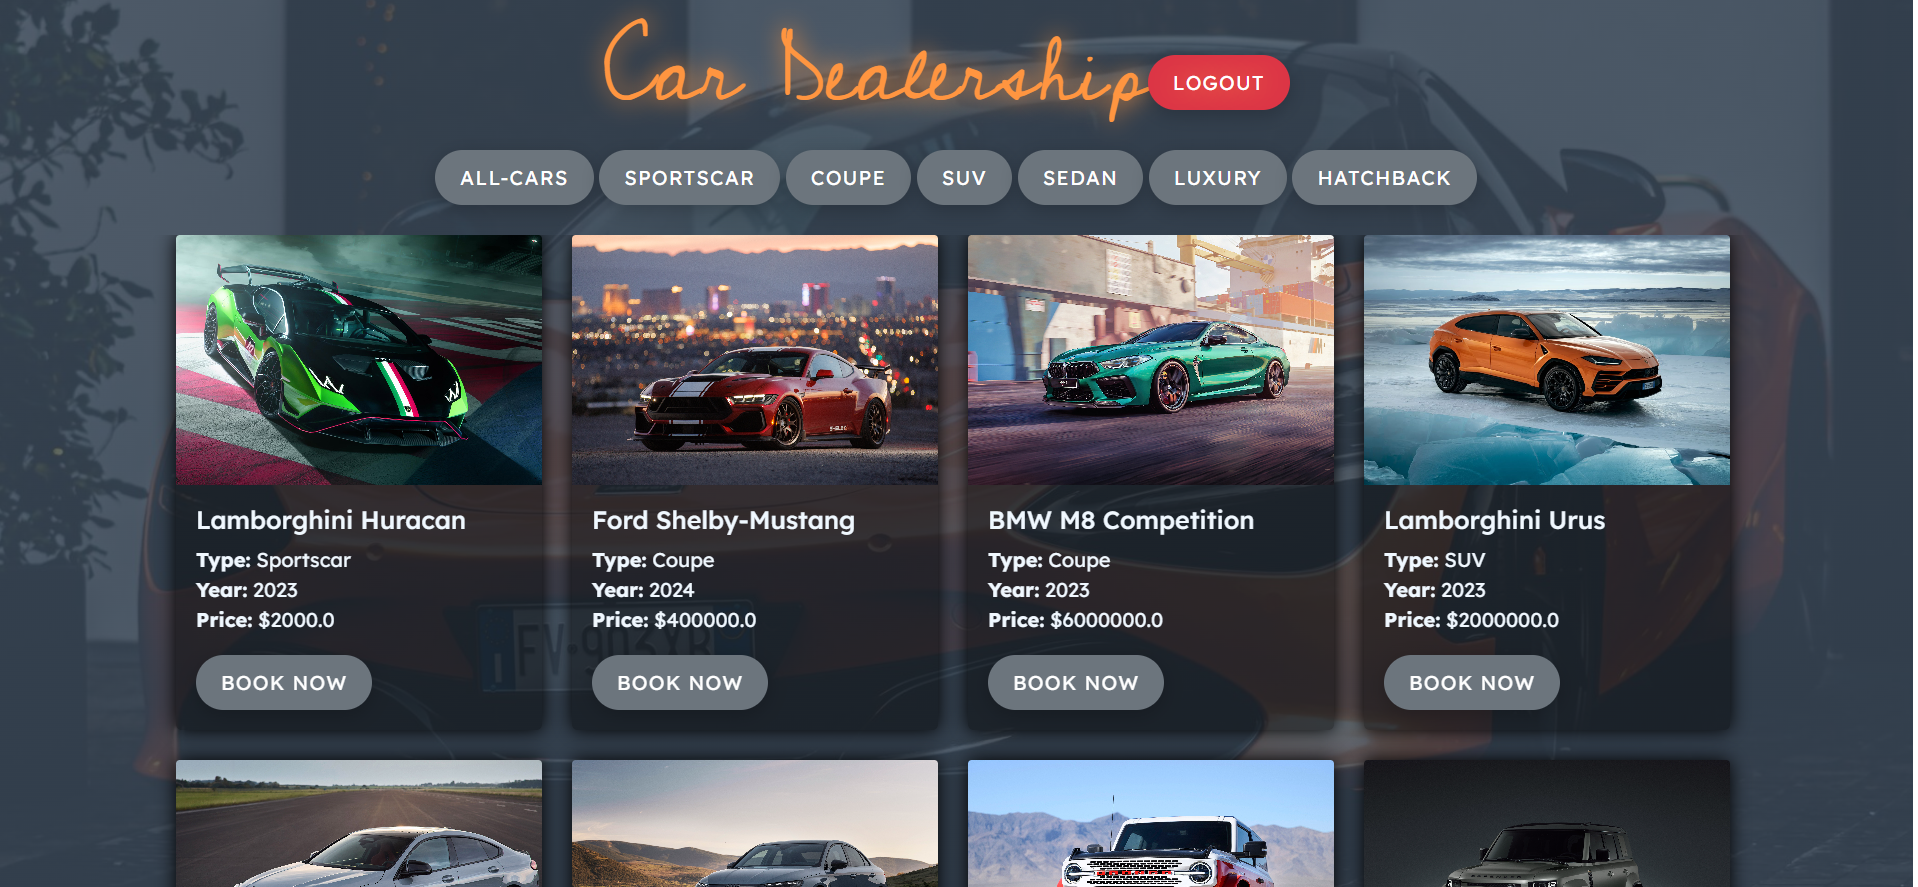 Car Dealership LOGOUT
ALL-CARS SPORTSCAR COUPE SUV SEDAN LUXURY HATCHBACK
Lamborghini Huracan
Type: Sportscar
Year: 2023
Price: $2000.0
BOOK NOW
Ford Shelby-Mustang
Type: Coupe
Year: 2024
Price: $400000.0
BOOK NOW
BMW M8 Competition
Type: Coupe
Year: 2023
Price: $6000000.0
BOOK NOW
Lamborghini Urus
Type: SUV
Year: 2023
Price: $2000000.0
BOOK NOW